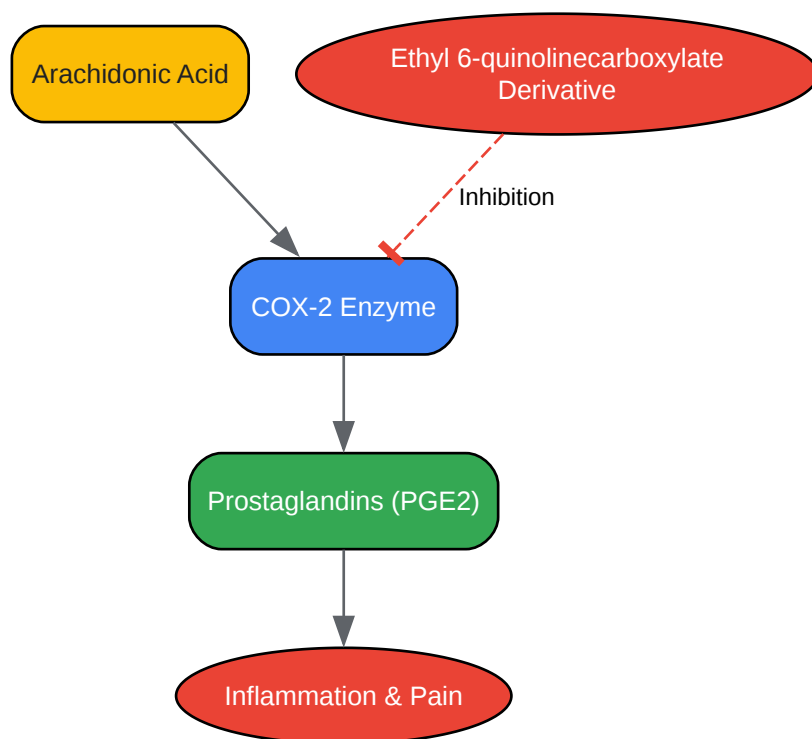 Arachidonic Acid
Ethyl 6-quinolinecarboxylate
Derivative
Inhibition
COX-2 Enzyme
Prostaglandins (PGE2)
Inflammation & Pain